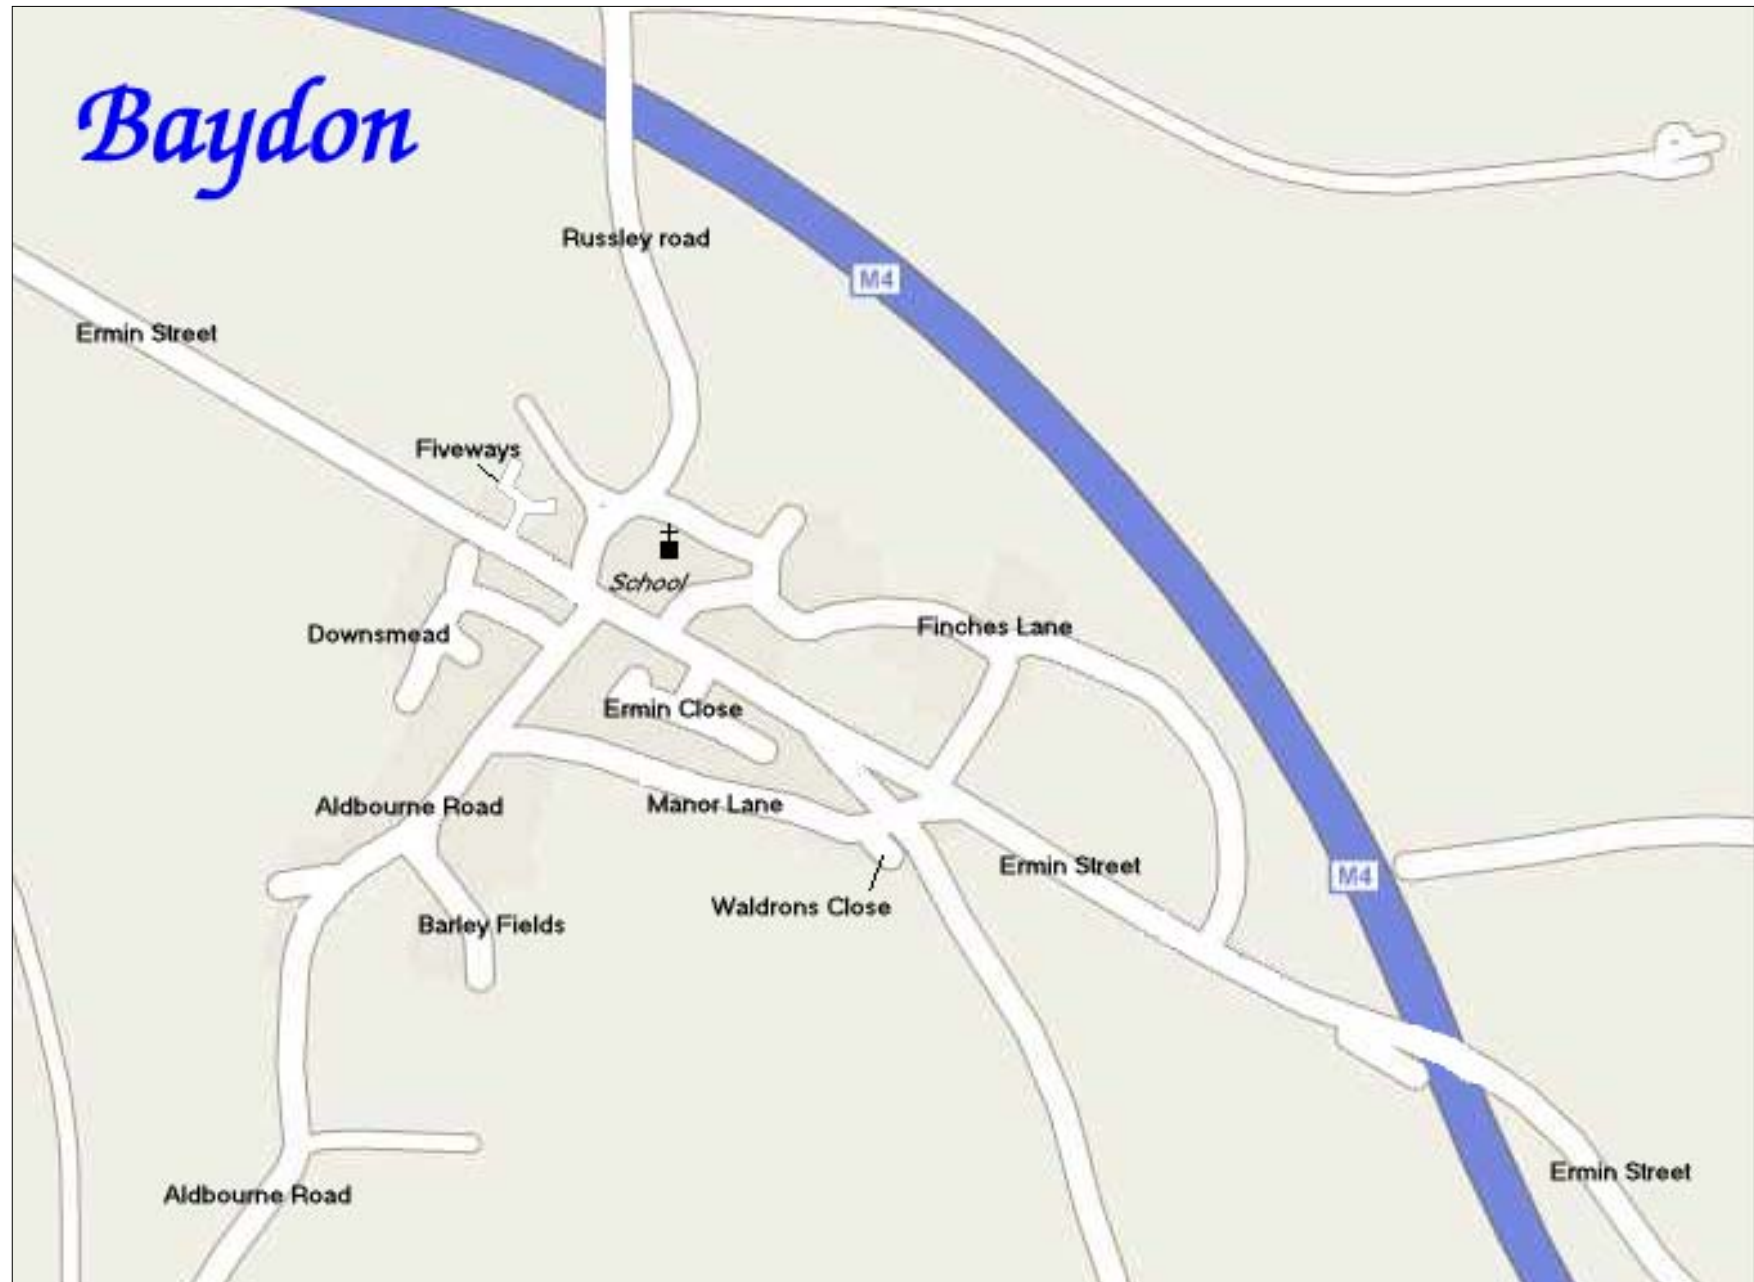 Baydon
Russley road
M4
Ermin Street
Fiveways
School
Finches Lane
Downsmead
Ermin Close
Aldbourne Road
Manor Lane
Ermin Street
M4
Waldrons Close
Barley Fields
Ermin Street
Aldbourne Road